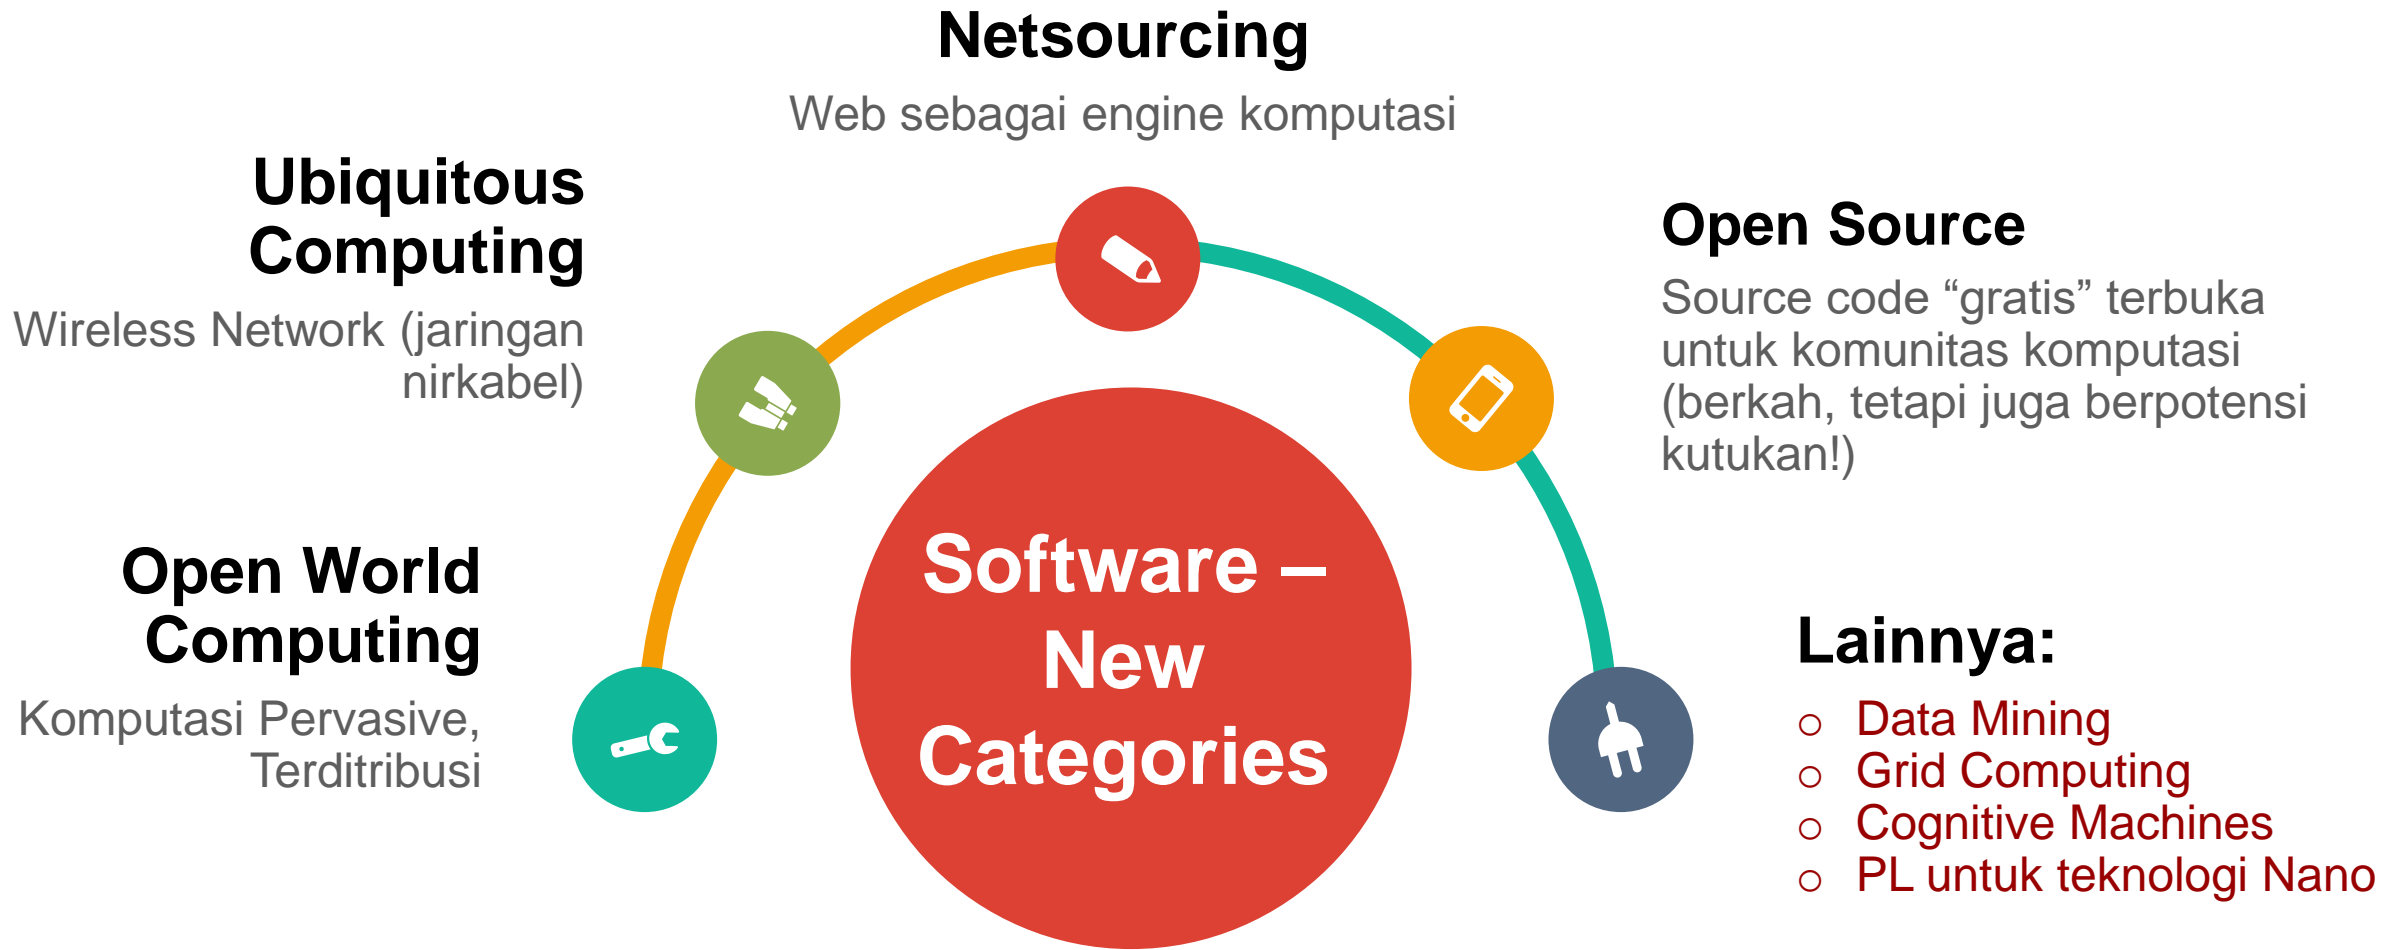 Netsourcing
Web sebagai engine komputasi
Ubiquitous
Computing
Wireless Network (jaringan
nirkabel)
Open Source
Source code “gratis” terbuka
untuk komunitas komputasi
(berkah, tetapi juga berpotensi
kutukan!)
Open World
Computing
Komputasi Pervasive,
Terditribusi
Software –
New
Categories
Lainnya:
o Data Mining
o Grid Computing
o Cognitive Machines
o PL untuk teknologi Nano